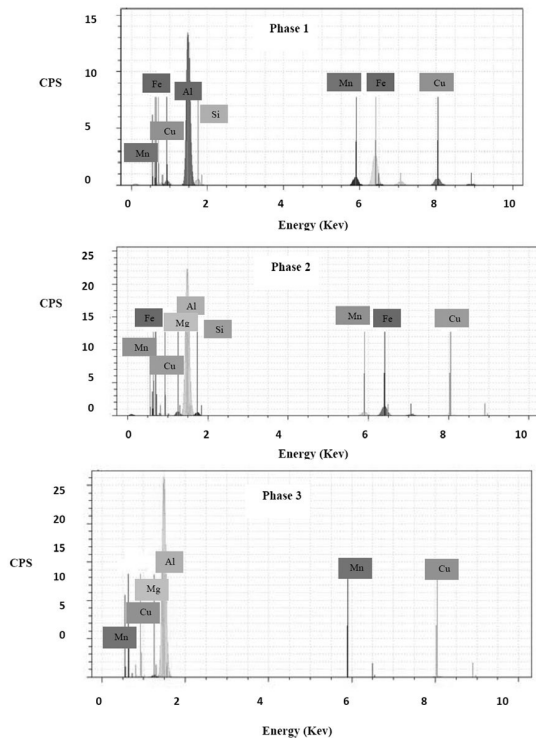 Phase 1
CPS
15
10
5
0
Fe
Al
Si
Cu
Mn
Mn
Fe
Cu
0 2 4 6 8 10
Energy (Kev)
Phase 2
CPS
25
20
15
10
5
0
Fe
Al
Mg
Si
Mn
Cu
Mn
Fe
Cu
0 2 4 6 8 10
Energy (Kev)
Phase 3
CPS
25
20
15
10
5
0
Al
Mg
Cu
Mn
Mn
Cu
0 2 4 6 8 10
Energy (Kev)